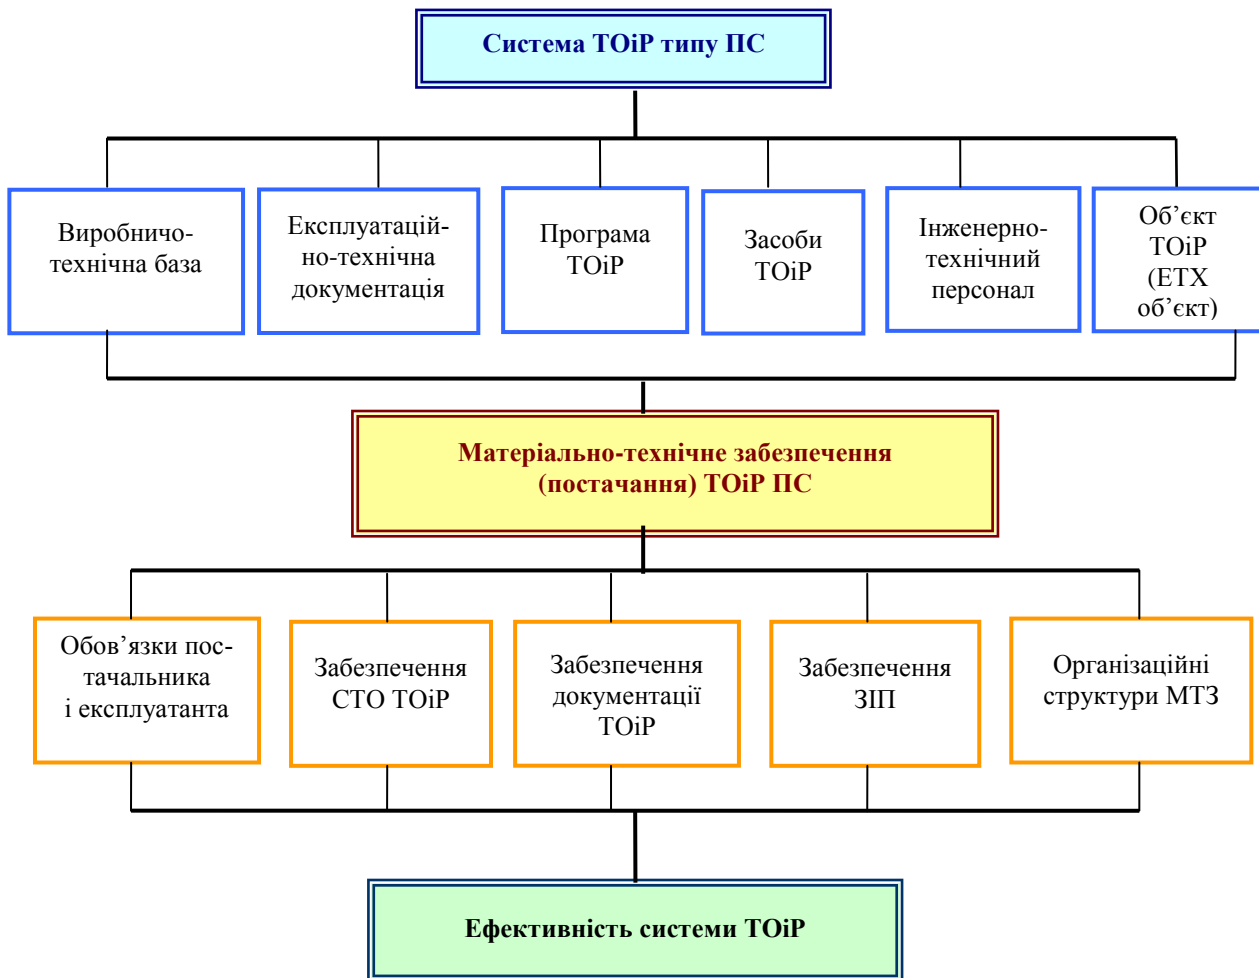 Система ТОіР типу ПС
Виробничо-
технічна база
Експлуатацій-
но-технічна
документація
Програма
ТОіР
Засоби
ТОіР
Інженерно-
технічний
персонал
Об’єкт
ТОіР
(ЕТХ
об’єкт)
Матеріально-технічне забезпечення
(постачання) ТОіР ПС
Обов’язки пос-
тачальника
і експлуатанта
Забезпечення
СТО ТОіР
Забезпечення
документації
ТОіР
Забезпечення
ЗІП
Організаційні
структури МТЗ
Ефективність системи ТОіР